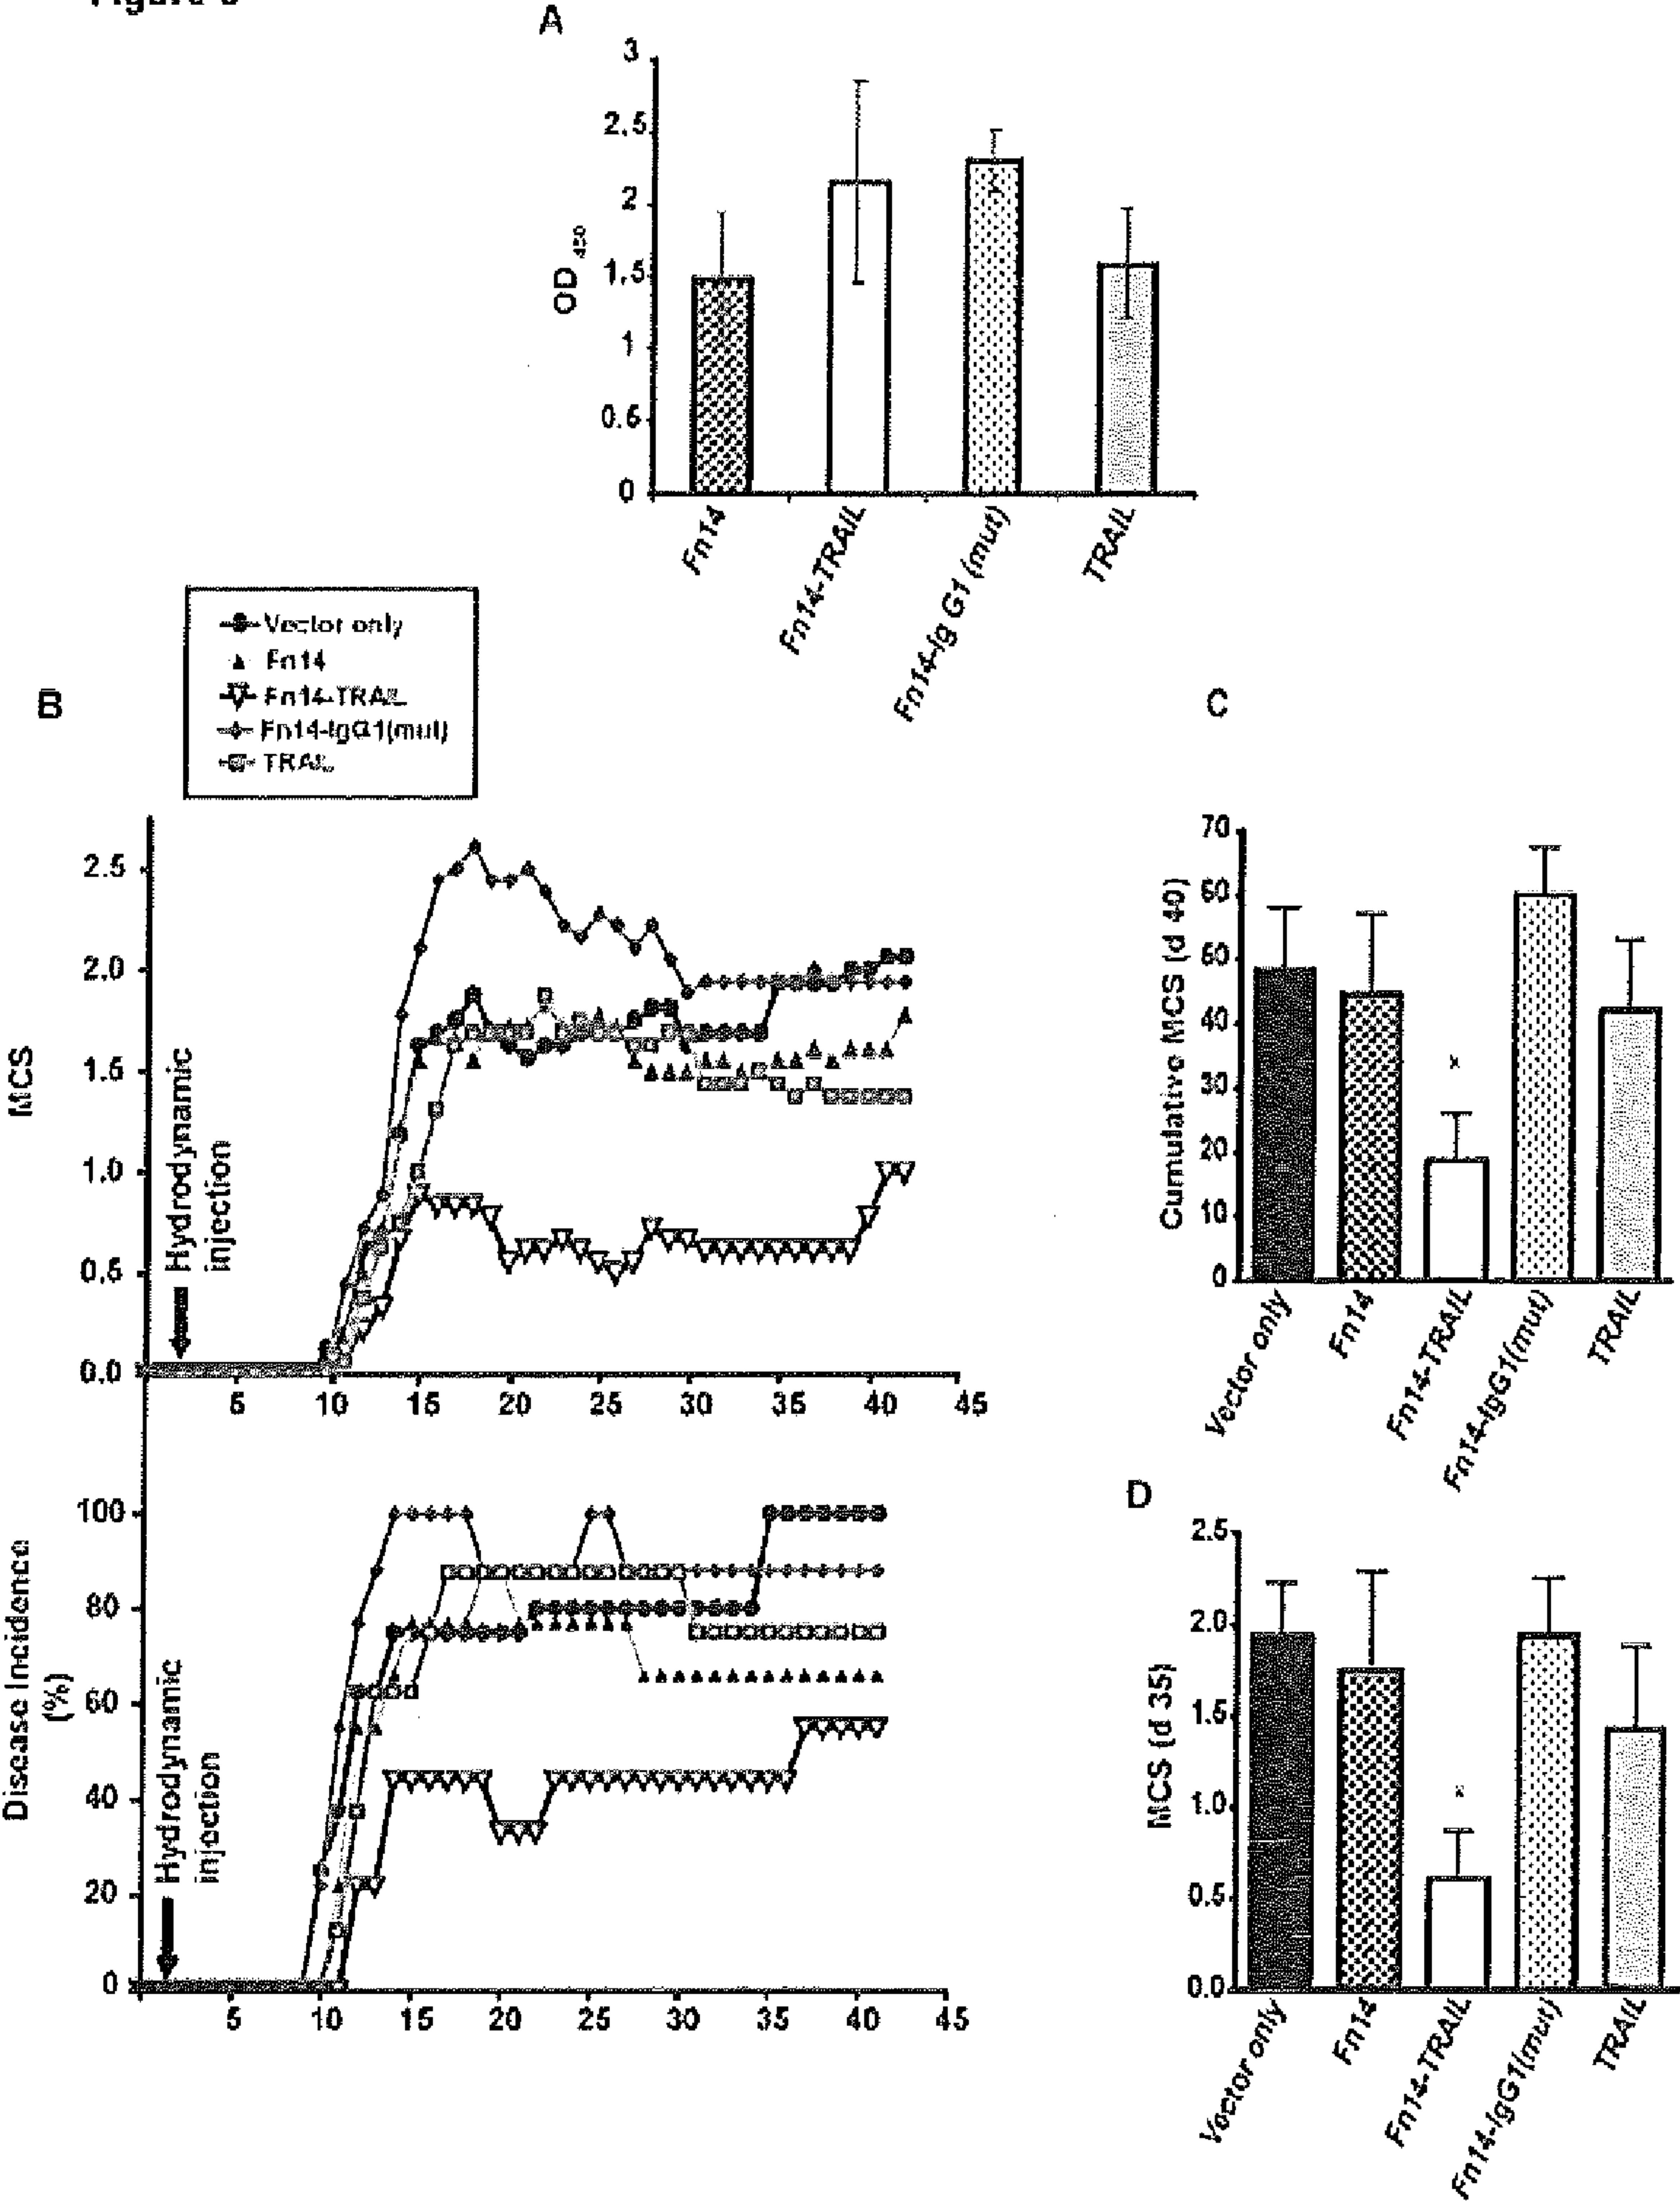 A
3
2.5
2
1.5
1
0.5
0
OD 450
Fn14
Fn14-TRAIL
Fn14-Ig G1 (mut)
TRAIL
Vector only
Fn14
Fn14-TRAIL
Fn14-IgG1(mut)
TRAIL
B
2.5
2.0
1.5
1.0
0.5
0.0
MCS
Hydrodynamic
injection
5 10 15 20 25 30 35 40 45
100
80
60
40
20
0
Disease Incidence
(%)
Hydrodynamic
injection
5 10 15 20 25 30 35 40 45
C
70
60
50
40
30
20
10
0
Cumulative MCS (d 40)
*
Vector only
Fn14
Fn14-TRAIL
Fn14-IgG1(mut)
TRAIL
D
2.5
2.0
1.5
1.0
0.5
0.0
MCS (d 35)
*
Vector only
Fn14
Fn14-TRAIL
Fn14-IgG1(mut)
TRAIL